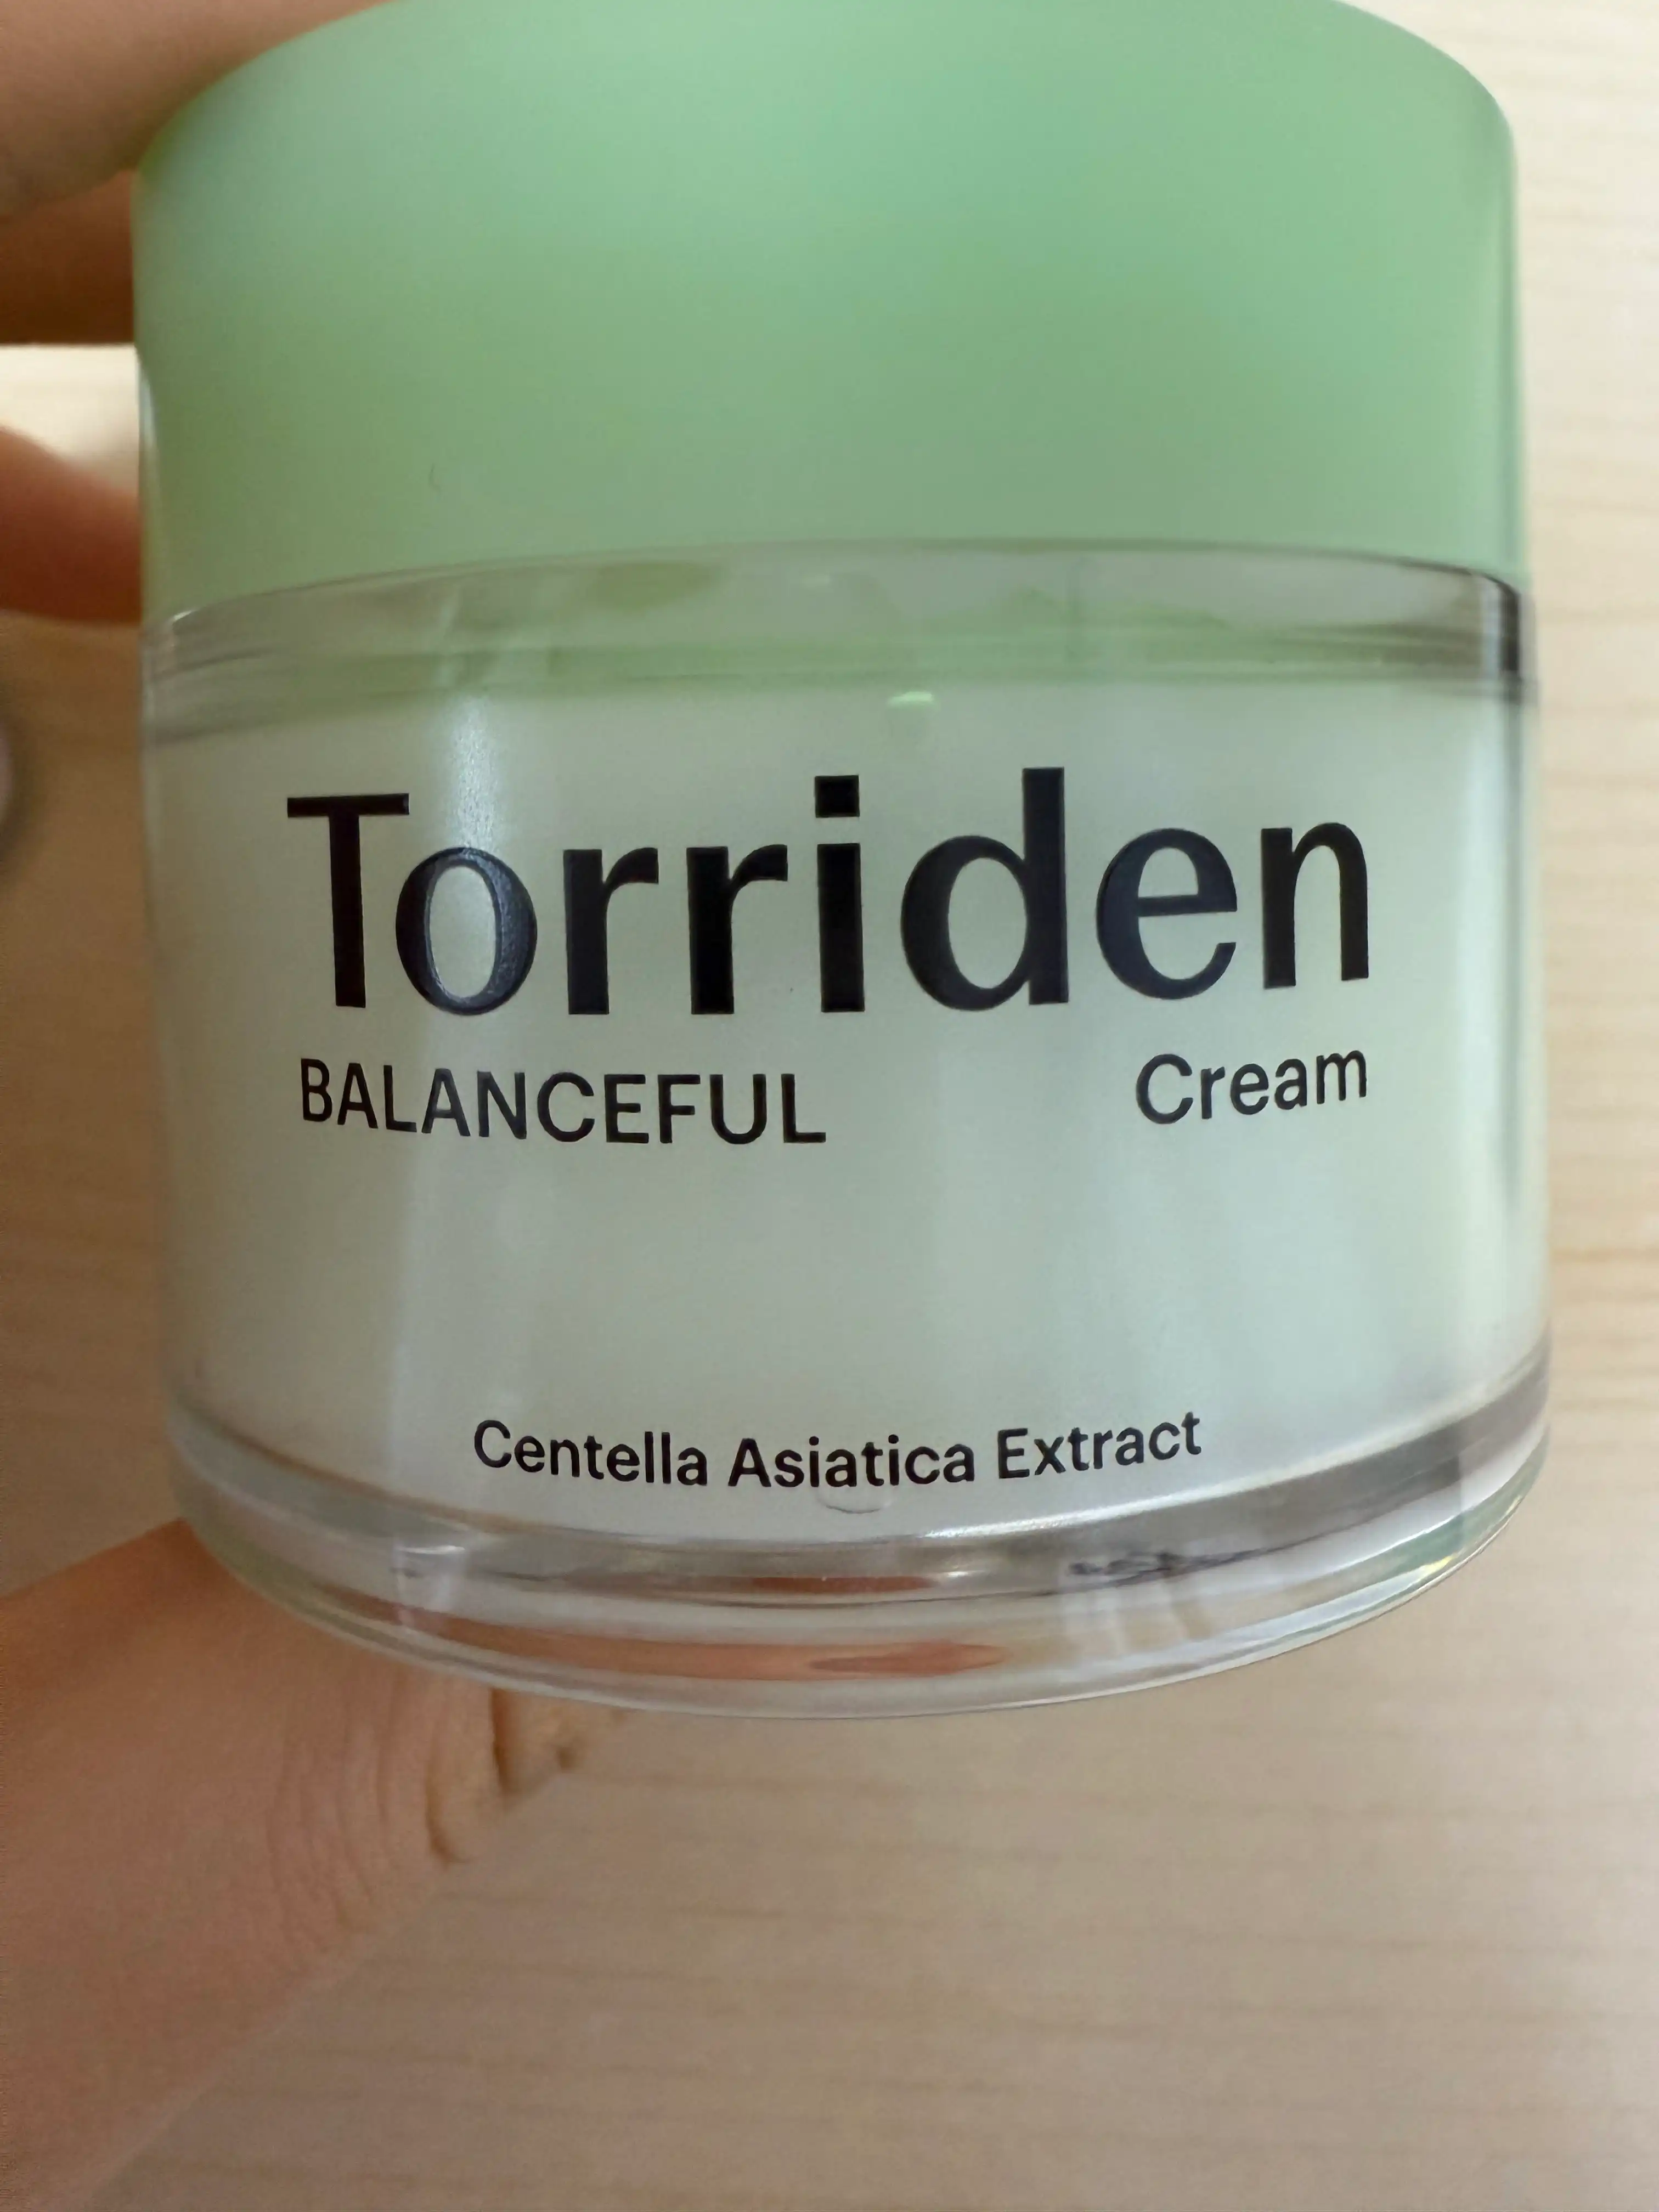 Torriden
BALANCEFUL Cream
Centella Asiatica Extract